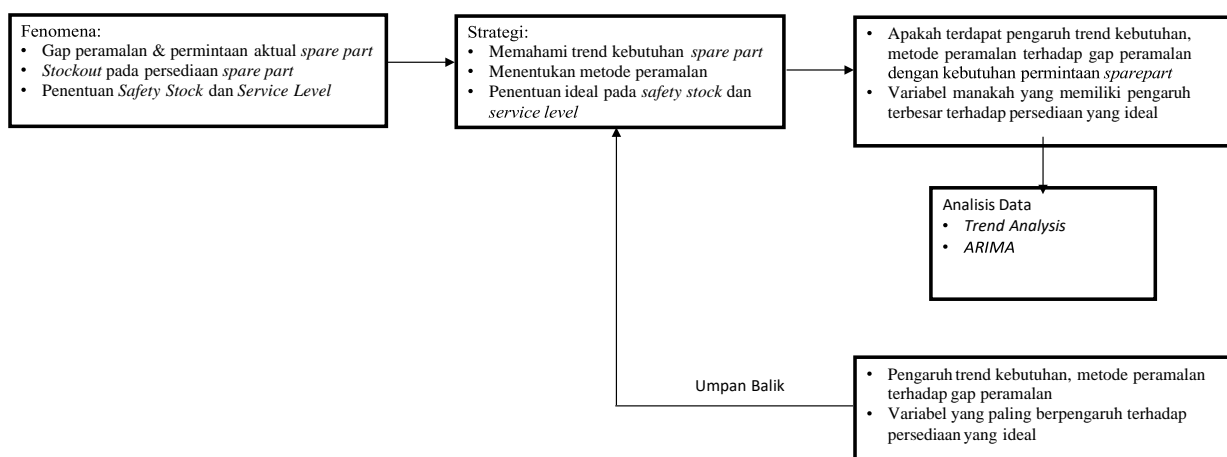 Fenomena:
• Gap peramalan & permintaan aktual spare part
• Stockout pada persediaan spare part
• Penentuan Safety Stock dan Service Level
Strategi:
• Memahami trend kebutuhan spare part
• Menentukan metode peramalan
• Penentuan ideal pada safety stock dan
service level
• Apakah terdapat pengaruh trend kebutuhan,
metode peramalan terhadap gap peramalan
dengan kebutuhan permintaan sparepart
• Variabel manakah yang memiliki pengaruh
terbesar terhadap persediaan yang ideal
Analisis Data
• Trend Analysis
• ARIMA
Umpan Balik
• Pengaruh trend kebutuhan, metode peramalan
terhadap gap peramalan
• Variabel yang paling berpengaruh terhadap
persediaan yang ideal